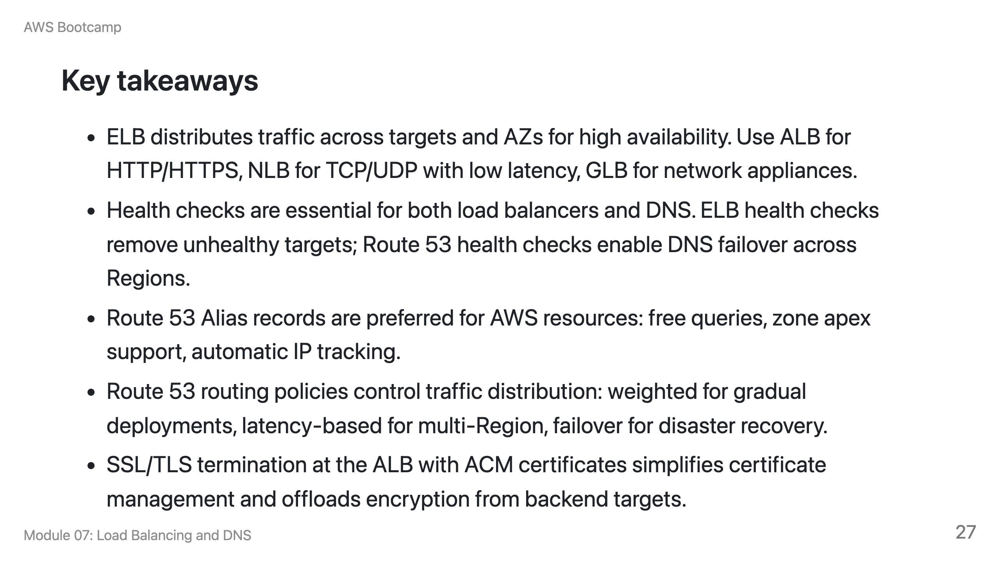 AWS Bootcamp
Key takeaways
• ELB distributes traffic across targets and AZs for high availability. Use ALB for
HTTP/HTTPS, NLB for TCP/UDP with low latency, GLB for network appliances.
• Health checks are essential for both load balancers and DNS. ELB health checks
remove unhealthy targets; Route 53 health checks enable DNS failover across
Regions.
• Route 53 Alias records are preferred for AWS resources: free queries, zone apex
support, automatic IP tracking.
• Route 53 routing policies control traffic distribution: weighted for gradual
deployments, latency-based for multi-Region, failover for disaster recovery.
• SSL/TLS termination at the ALB with ACM certificates simplifies certificate
management and offloads encryption from backend targets.
Module 07: Load Balancing and DNS
27